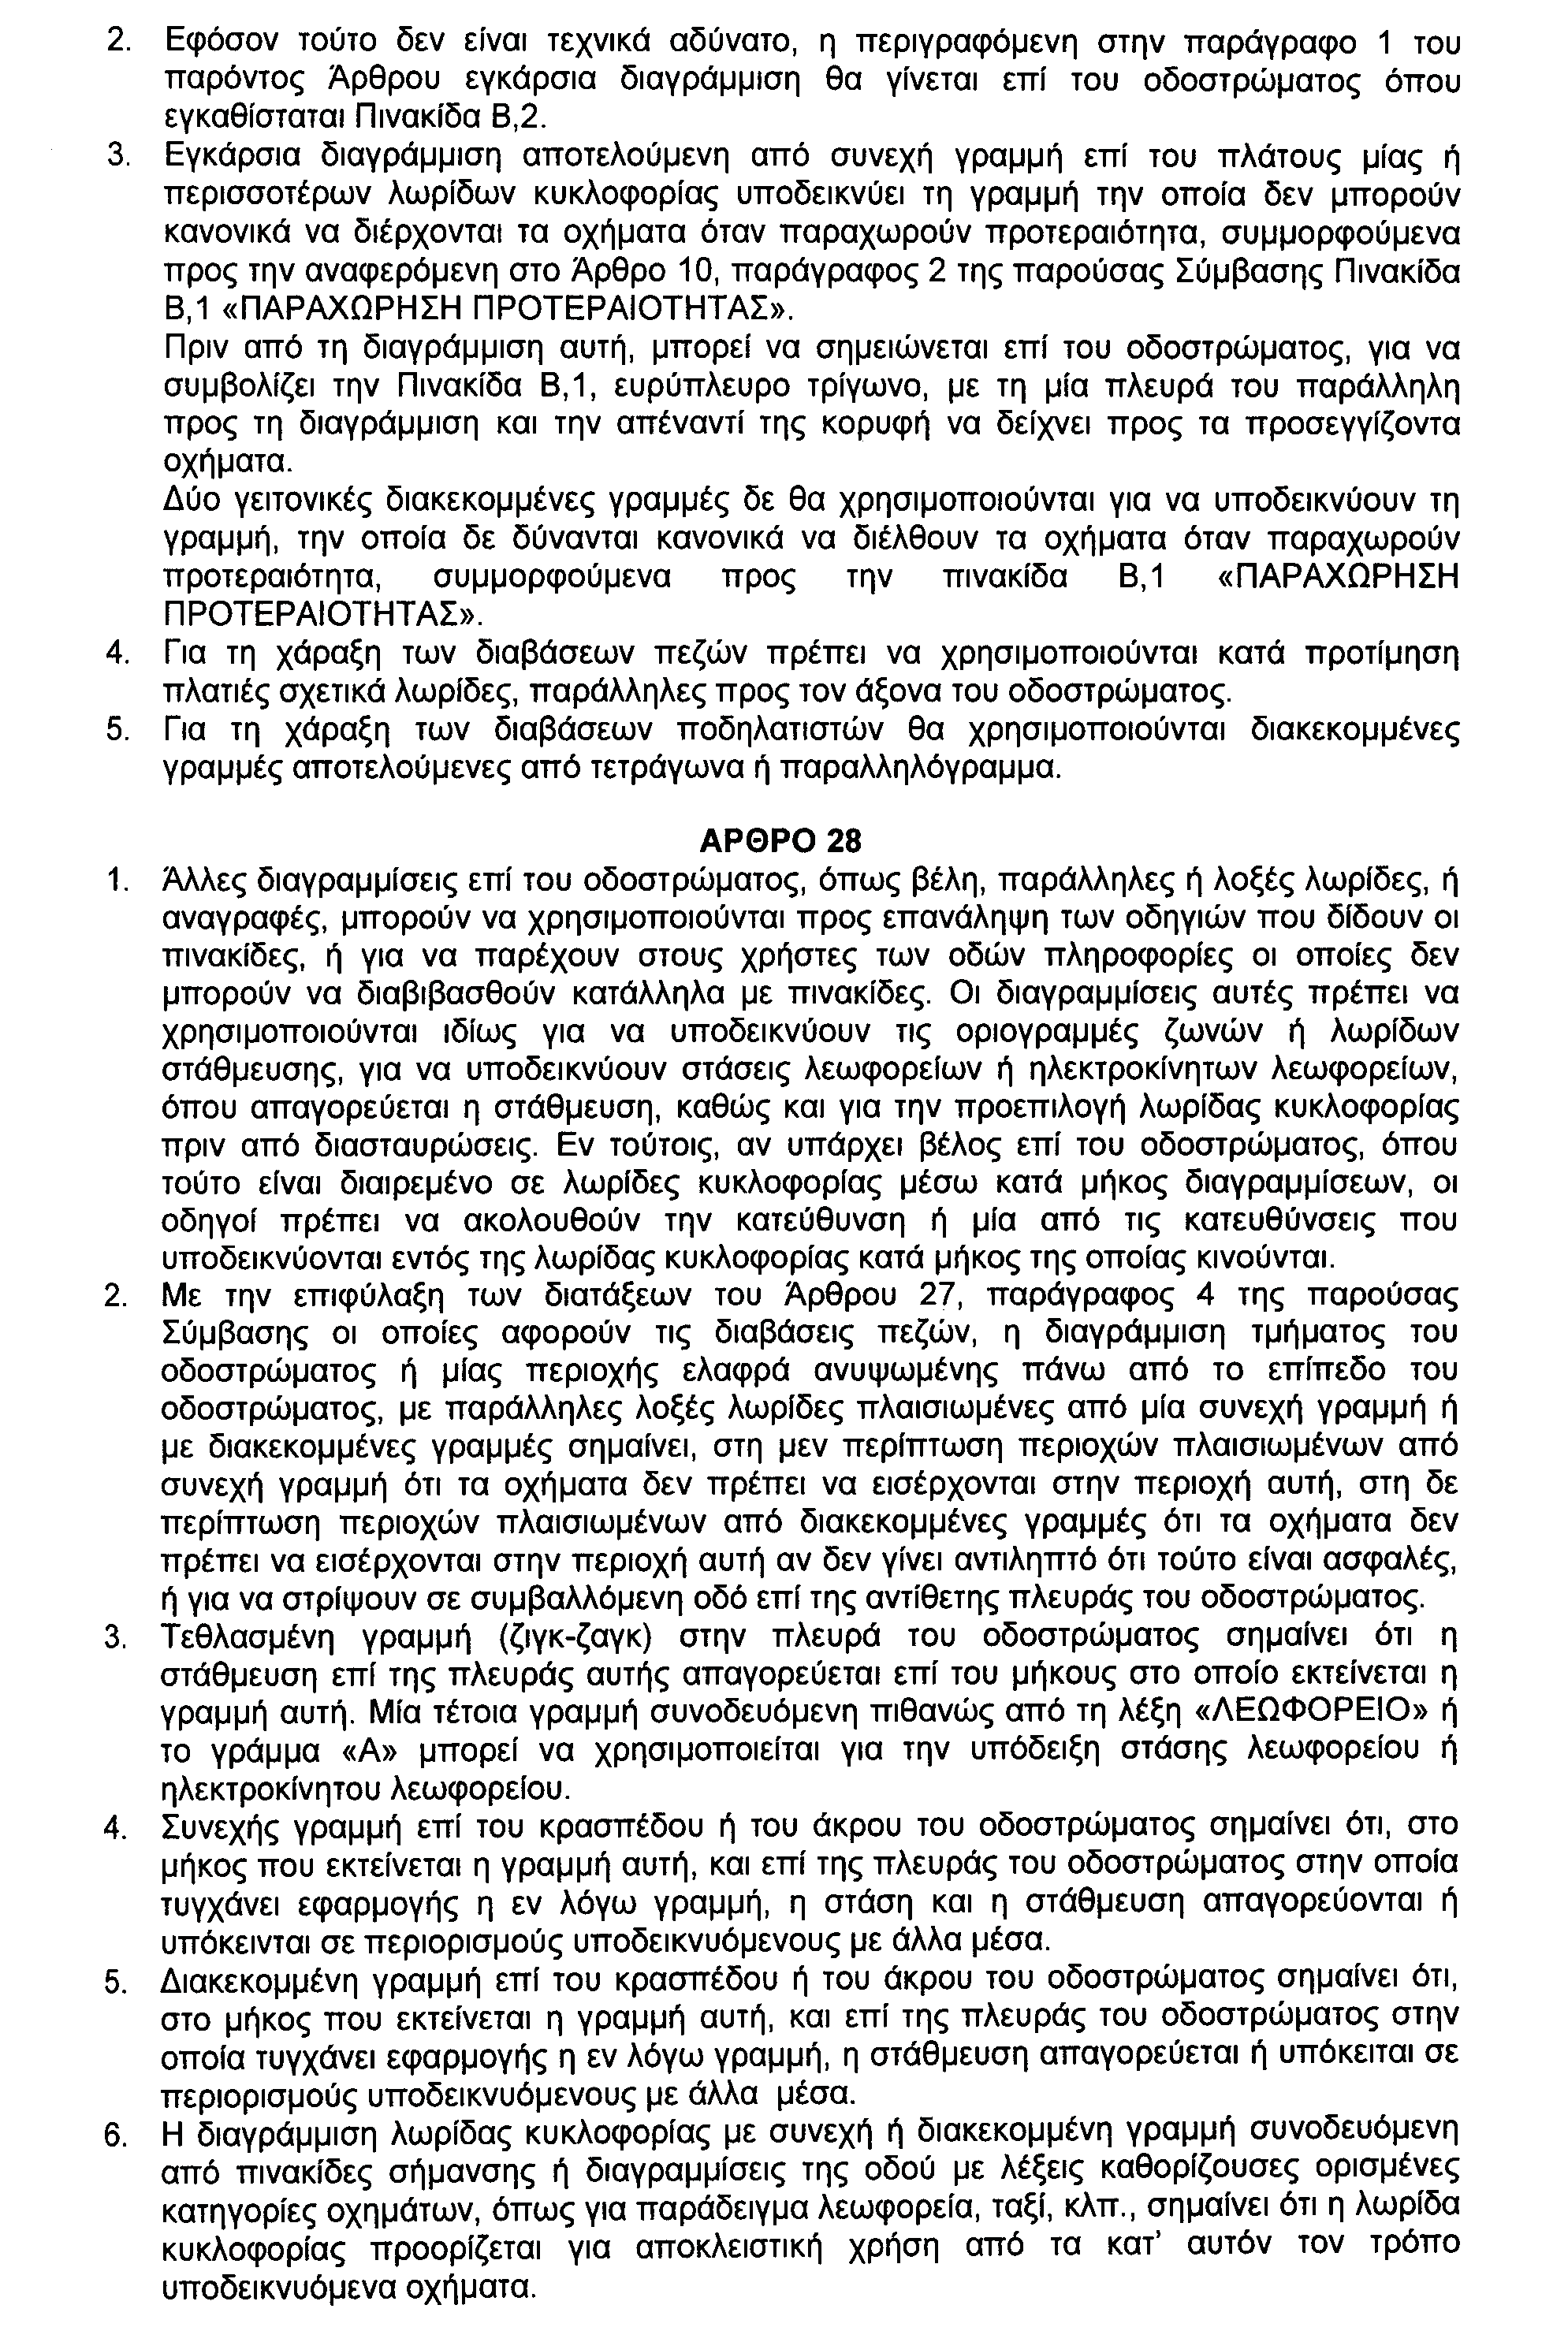 2. Εφόσον τούτο δεν είναι τεχνικά αδύνατο, η περιγραφόμενη στην παράγραφο 1 του
παρόντος Άρθρου εγκάρσια διαγράμμιση θα γίνεται επί του οδοστρώματος όπου
εγκαθίσταται Πινακίδα Β,2.
3. Εγκάρσια διαγράμμιση αποτελούμενη από συνεχή γραμμή επί του πλάτους μίας ή
περισσοτέρων λωρίδων κυκλοφορίας υποδεικνύει τη γραμμή την οποία δεν μπορούν
κανονικά να διέρχονται τα οχήματα όταν παραχωρούν προτεραιότητα, συμμορφούμενα
προς την αναφερόμενη στο Άρθρο 10, παράγραφος 2 της παρούσας Σύμβασης Πινακίδα
Β,1 «ΠΑΡΑΧΩΡΗΣΗ ΠΡΟΤΕΡΑΙΟΤΗΤΑΣ».
Πριν από τη διαγράμμιση αυτή, μπορεί να σημειώνεται επί του οδοστρώματος, για να
συμβολίζει την Πινακίδα Β,1, ευρύπλευρο τρίγωνο, με τη μία πλευρά του παράλληλη
προς τη διαγράμμιση και την απέναντί της κορυφή να δείχνει προς τα προσεγγίζοντα
οχήματα.
Δύο γειτονικές διακεκομμένες γραμμές δε θα χρησιμοποιούνται για να υποδεικνύουν τη
γραμμή, την οποία δε δύνανται κανονικά να διέλθουν τα οχήματα όταν παραχωρούν
προτεραιότητα, συμμορφούμενα προς την πινακίδα Β,1 «ΠΑΡΑΧΩΡΗΣΗ
ΠΡΟΤΕΡΑΙΟΤΗΤΑΣ».
4. Για τη χάραξη των διαβάσεων πεζών πρέπει να χρησιμοποιούνται κατά προτίμηση
πλατιές σχετικά λωρίδες, παράλληλες προς τον άξονα του οδοστρώματος.
5. Για τη χάραξη των διαβάσεων ποδηλατιστών θα χρησιμοποιούνται διακεκομμένες
γραμμές αποτελούμενες από τετράγωνα ή παραλληλόγραμμα.
ΑΡΘΡΟ 28
1. Άλλες διαγραμμίσεις επί του οδοστρώματος, όπως βέλη, παράλληλες ή λοξές λωρίδες, ή
αναγραφές, μπορούν να χρησιμοποιούνται προς επανάληψη των οδηγιών που δίδουν οι
πινακίδες, ή για να παρέχουν στους χρήστες των οδών πληροφορίες οι οποίες δεν
μπορούν να διαβιβασθούν κατάλληλα με πινακίδες. Οι διαγραμμίσεις αυτές πρέπει να
χρησιμοποιούνται ιδίως για να υποδεικνύουν τις οριογραμμές ζωνών ή λωρίδων
στάθμευσης, για να υποδεικνύουν στάσεις λεωφορείων ή ηλεκτροκίνητων λεωφορείων,
όπου απαγορεύεται η στάθμευση, καθώς και για την προεπιλογή λωρίδας κυκλοφορίας
πριν από διασταυρώσεις. Εν τούτοις, αν υπάρχει βέλος επί του οδοστρώματος, όπου
τούτο είναι διαιρεμένο σε λωρίδες κυκλοφορίας μέσω κατά μήκος διαγραμμίσεων, οι
οδηγοί πρέπει να ακολουθούν την κατεύθυνση ή μία από τις κατευθύνσεις που
υποδεικνύονται εντός της λωρίδας κυκλοφορίας κατά μήκος της οποίας κινούνται.
2. Με την επιφύλαξη των διατάξεων του Άρθρου 27, παράγραφος 4 της παρούσας
Σύμβασης οι οποίες αφορούν τις διαβάσεις πεζών, η διαγράμμιση τμήματος του
οδοστρώματος ή μίας περιοχής ελαφρά ανυψωμένης πάνω από το επίπεδο του
οδοστρώματος, με παράλληλες λοξές λωρίδες πλαισιωμένες από μία συνεχή γραμμή ή
με διακεκομμένες γραμμές σημαίνει, στη μεν περίπτωση περιοχών πλαισιωμένων από
συνεχή γραμμή ότι τα οχήματα δεν πρέπει να εισέρχονται στην περιοχή αυτή, στη δε
περίπτωση περιοχών πλαισιωμένων από διακεκομμένες γραμμές ότι τα οχήματα δεν
πρέπει να εισέρχονται στην περιοχή αυτή αν δεν γίνει αντιληπτό ότι τούτο είναι ασφαλές,
ή για να στρίψουν σε συμβαλλόμενη οδό επί της αντίθετης πλευράς του οδοστρώματος.
3. Τεθλασμένη γραμμή (ζιγκ-ζαγκ) στην πλευρά του οδοστρώματος σημαίνει ότι η
στάθμευση επί της πλευράς αυτής απαγορεύεται επί του μήκους στο οποίο εκτείνεται η
γραμμή αυτή. Μία τέτοια γραμμή συνοδευόμενη πιθανώς από τη λέξη «ΛΕΩΦΟΡΕΙΟ» ή
το γράμμα «Α» μπορεί να χρησιμοποιείται για την υπόδειξη στάσης λεωφορείου ή
ηλεκτροκίνητου λεωφορείου.
4. Συνεχής γραμμή επί του κρασπέδου ή του άκρου του οδοστρώματος σημαίνει ότι, στο
μήκος που εκτείνεται η γραμμή αυτή, και επί της πλευράς του οδοστρώματος στην οποία
τυγχάνει εφαρμογής η εν λόγω γραμμή, η στάση και η στάθμευση απαγορεύονται ή
υπόκεινται σε περιορισμούς υποδεικνυόμενους με άλλα μέσα.
5. Διακεκομμένη γραμμή επί του κρασπέδου ή του άκρου του οδοστρώματος σημαίνει ότι,
στο μήκος που εκτείνεται η γραμμή αυτή, και επί της πλευράς του οδοστρώματος στην
οποία τυγχάνει εφαρμογής η εν λόγω γραμμή, η στάθμευση απαγορεύεται ή υπόκειται σε
περιορισμούς υποδεικνυόμενους με άλλα μέσα.
6. Η διαγράμμιση λωρίδας κυκλοφορίας με συνεχή ή διακεκομμένη γραμμή συνοδευόμενη
από πινακίδες σήμανσης ή διαγραμμίσεις της οδού με λέξεις καθορίζουσες ορισμένες
κατηγορίες οχημάτων, όπως για παράδειγμα λεωφορεία, ταξί, κλπ., σημαίνει ότι η λωρίδα
κυκλοφορίας προορίζεται για αποκλειστική χρήση από τα κατ’ αυτόν τον τρόπο
υποδεικνυόμενα οχήματα.